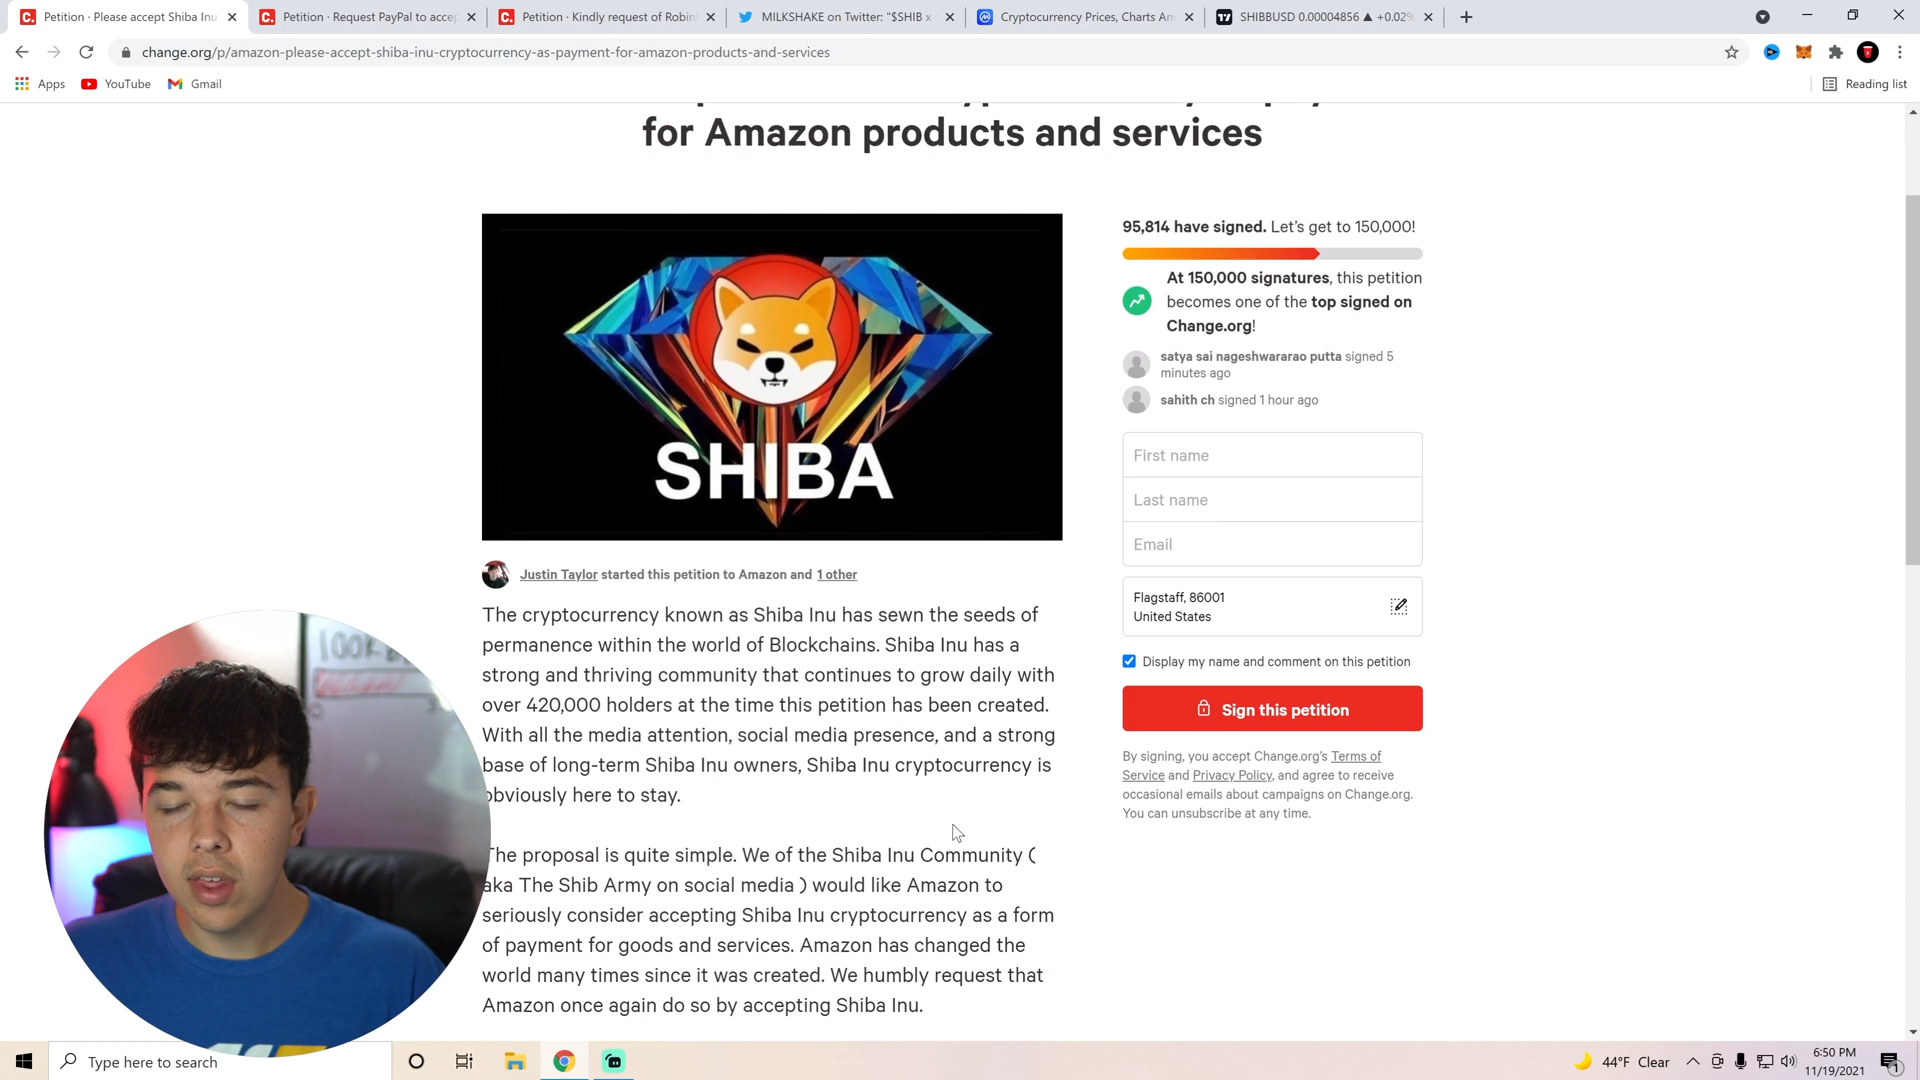 Petition · Please accept Shiba Inu
Petition · Request PayPal to accep
Petition · Kindly request of Robin
MILKSHAKE on Twitter: "$SHIB x
Cryptocurrency Prices, Charts An
SHIBBUSD 0.00004856 ▲ +0.02%
change.org/p/amazon-please-accept-shiba-inu-cryptocurrency-as-payment-for-amazon-products-and-services
Apps
YouTube
Gmail
Reading list
for Amazon products and services
SHIBA
95,814 have signed. Let's get to 150,000!
At 150,000 signatures, this petition
becomes one of the top signed on
Change.org!
satya sai nageshwararao putta signed 5
minutes ago
sahith ch signed 1 hour ago
First name
Last name
Email
Flagstaff, 86001
United States
Display my name and comment on this petition
Sign this petition
By signing, you accept Change.org's Terms of
Service and Privacy Policy, and agree to receive
occasional emails about campaigns on Change.org.
You can unsubscribe at any time.
Justin Taylor started this petition to Amazon and 1 other
The cryptocurrency known as Shiba Inu has sewn the seeds of
permanence within the world of Blockchains. Shiba Inu has a
strong and thriving community that continues to grow daily with
over 420,000 holders at the time this petition has been created.
With all the media attention, social media presence, and a strong
base of long-term Shiba Inu owners, Shiba Inu cryptocurrency is
obviously here to stay.
The proposal is quite simple. We of the Shiba Inu Community (
aka The Shib Army on social media ) would like Amazon to
seriously consider accepting Shiba Inu cryptocurrency as a form
of payment for goods and services. Amazon has changed the
world many times since it was created. We humbly request that
Amazon once again do so by accepting Shiba Inu.
100K
Type here to search
44°F Clear
6:50 PM
11/19/2021
1